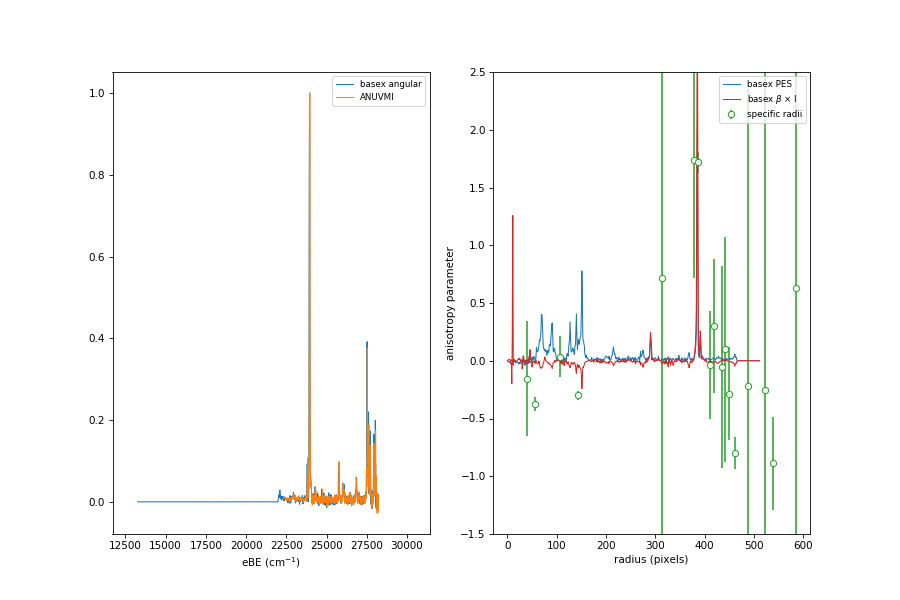 basex angular
ANUVMI
1.0
0.8
0.6
0.4
0.2
0.0
12500 15000 17500 20000 22500 25000 27500 30000
eBE (cm⁻¹)
basex PES
basex β × I
specific radii
2.5
2.0
1.5
1.0
0.5
0.0
−0.5
−1.0
−1.5
anisotropy parameter
0 100 200 300 400 500 600
radius (pixels)